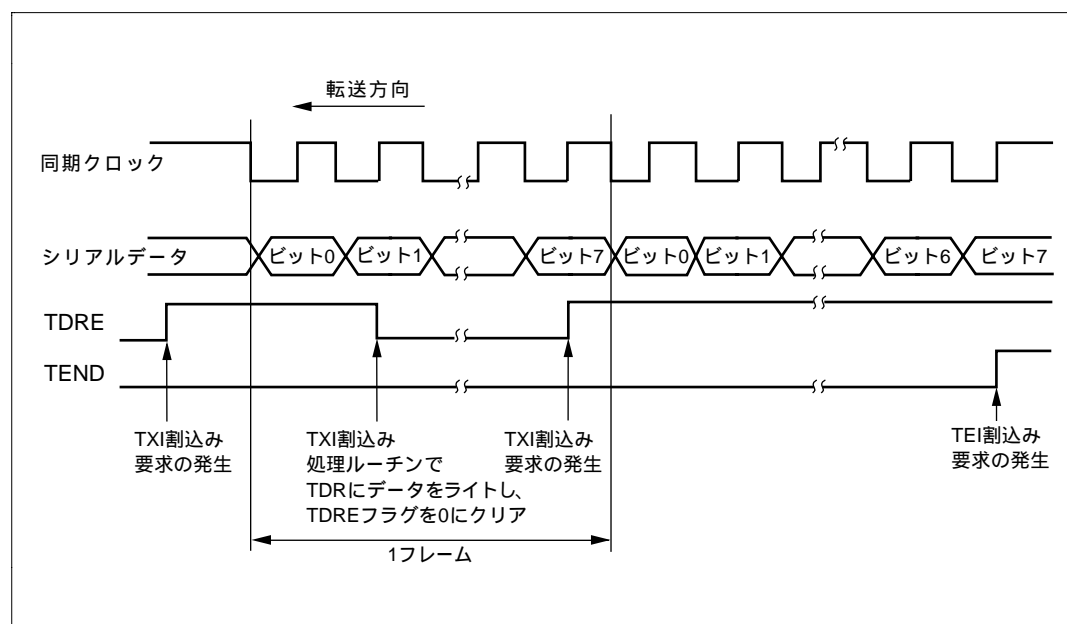 転送方向
同期クロック
シリアルデータ
ビット0
ビット1
ビット7
ビット0
ビット1
ビット6
ビット7
TDRE
TEND
TXI割込み
要求の発生
TXI割込み
処理ルーチンで
TDRにデータをライトし、
TDREフラグを0にクリア
TXI割込み
要求の発生
TEI割込み
要求の発生
1フレーム